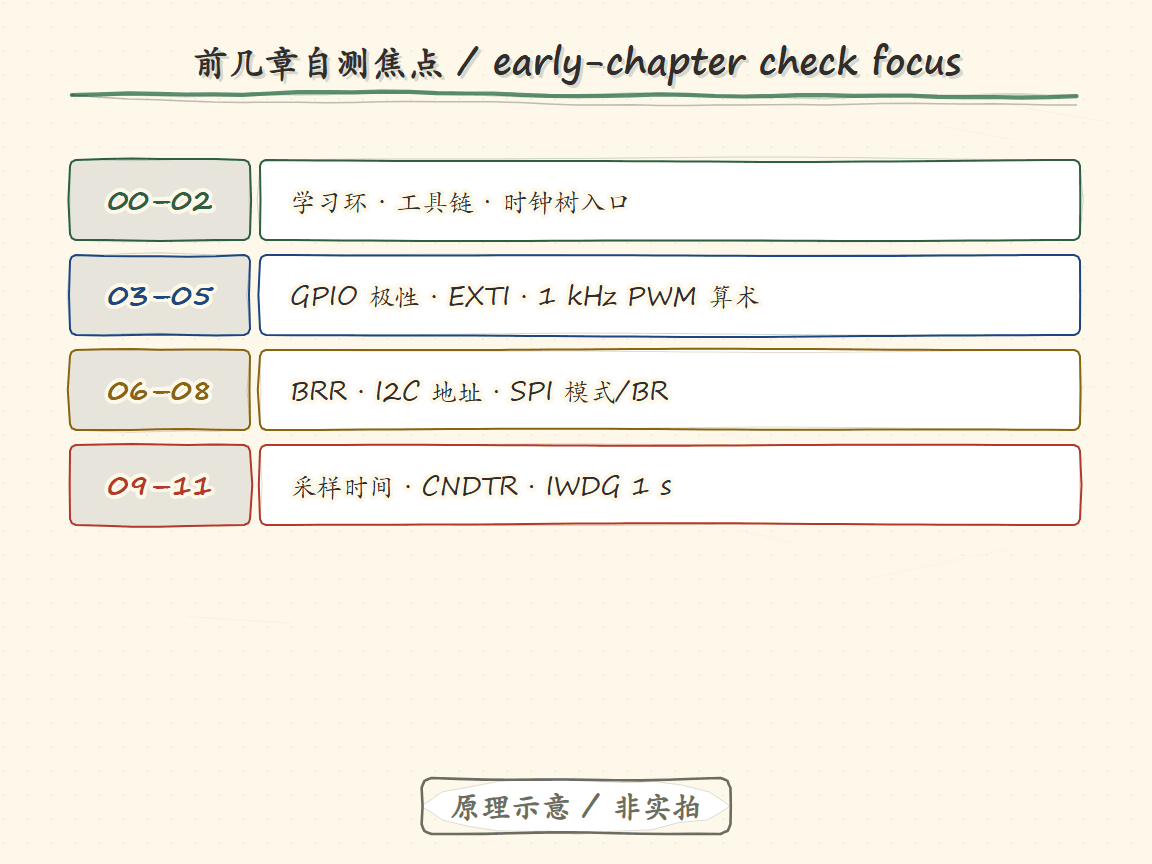 前几章自测焦点 / early-chapter check focus
00–02
学习环 · 工具链 · 时钟树入口
03–05
GPIO 极性 · EXTI · 1 kHz PWM 算术
06–08
BRR · I2C 地址 · SPI 模式/BR
09–11
采样时间 · CNDTR · IWDG 1 s
原理示意 / 非实拍